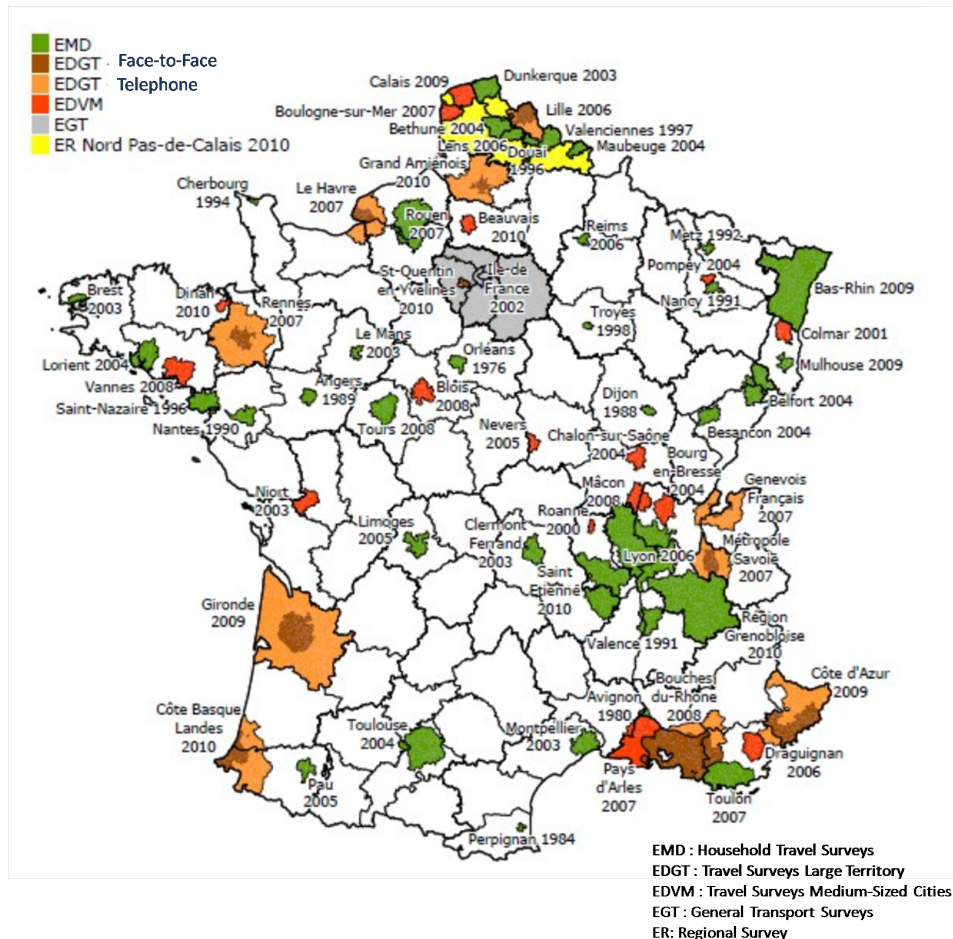 EMD
EDGT Face-to-Face
EDGT Telephone
EDVM
EGT
ER Nord Pas-de-Calais 2010
Calais 2009
Dunkerque 2003
Boulogne-sur-Mer 2007
Lille 2006
Bethune 2004
Valenciennes 1997
Lens 2006
Douai
1996
Maubeuge 2004
Grand Amiénois
2010
Cherbourg
1994
Le Havre
2007
Rouen
2007
Beauvais
2010
Reims
2006
Metz 1992
Pompey 2004
Nancy 1991
Bas-Rhin 2009
St-Quentin
en-Yvelines
2010
Ile-de
France
2002
Brest
2003
Dinan
2010
Rennes
2007
Troyes
1998
Colmar 2001
Le Mans
2003
Orléans
1976
Mulhouse 2009
Lorient 2004
Vannes 2008
Angers
1989
Blois
2008
Dijon
1988
Belfort 2004
Saint-Nazaire 1996
Nantes 1990
Tours 2008
Nevers
2005
Chalon-sur-Saône
2004
Besancon 2004
Bourg
en-Bresse
2004
Mâcon
2008
Genevois
Français
2007
Niort
2003
Roanne
2000
Limoges
2005
Clermont
Ferrand
2003
Lyon 2006
Métropole
Savoie
2007
Saint
Etienne
2010
Gironde
2009
Région
Grenobloise
2010
Valence 1991
Bouches
du-Rhône
2008
Côte d'Azur
2009
Avignon
1980
Côte Basque
Landes
2010
Toulouse
2004
Montpellier
2003
Pays
d'Arles
2007
Draguignan
2006
Pau
2005
Toulon
2007
Perpignan 1984
EMD : Household Travel Surveys
EDGT : Travel Surveys Large Territory
EDVM : Travel Surveys Medium-Sized Cities
EGT : General Transport Surveys
ER: Regional Survey